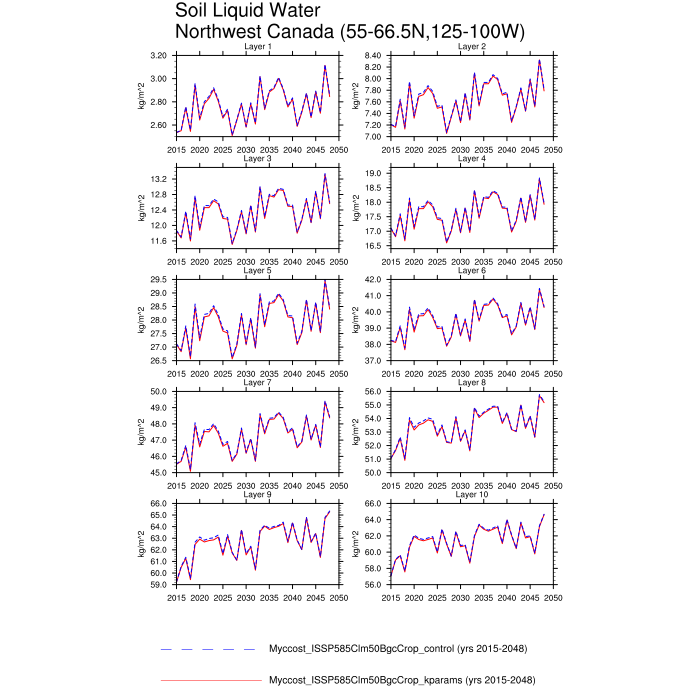 Soil Liquid Water
Northwest Canada (55-66.5N,125-100W)
Layer 1
3.20
3.00
2.80
2.60
kg/m^2
2015 2020 2025 2030 2035 2040 2045 2050
Layer 2
8.40
8.20
8.00
7.80
7.60
7.40
7.20
7.00
kg/m^2
2015 2020 2025 2030 2035 2040 2045 2050
Layer 3
13.2
12.8
12.4
12.0
11.6
kg/m^2
2015 2020 2025 2030 2035 2040 2045 2050
Layer 4
19.0
18.5
18.0
17.5
17.0
16.5
kg/m^2
2015 2020 2025 2030 2035 2040 2045 2050
Layer 5
29.5
29.0
28.5
28.0
27.5
27.0
26.5
kg/m^2
2015 2020 2025 2030 2035 2040 2045 2050
Layer 6
42.0
41.0
40.0
39.0
38.0
37.0
kg/m^2
2015 2020 2025 2030 2035 2040 2045 2050
Layer 7
50.0
49.0
48.0
47.0
46.0
45.0
kg/m^2
2015 2020 2025 2030 2035 2040 2045 2050
Layer 8
56.0
55.0
54.0
53.0
52.0
51.0
50.0
kg/m^2
2015 2020 2025 2030 2035 2040 2045 2050
Layer 9
66.0
65.0
64.0
63.0
62.0
61.0
60.0
59.0
kg/m^2
2015 2020 2025 2030 2035 2040 2045 2050
Layer 10
66.0
64.0
62.0
60.0
58.0
56.0
kg/m^2
2015 2020 2025 2030 2035 2040 2045 2050
Myccost_ISSP585Clm50BgcCrop_control (yrs 2015-2048)
Myccost_ISSP585Clm50BgcCrop_kparams (yrs 2015-2048)